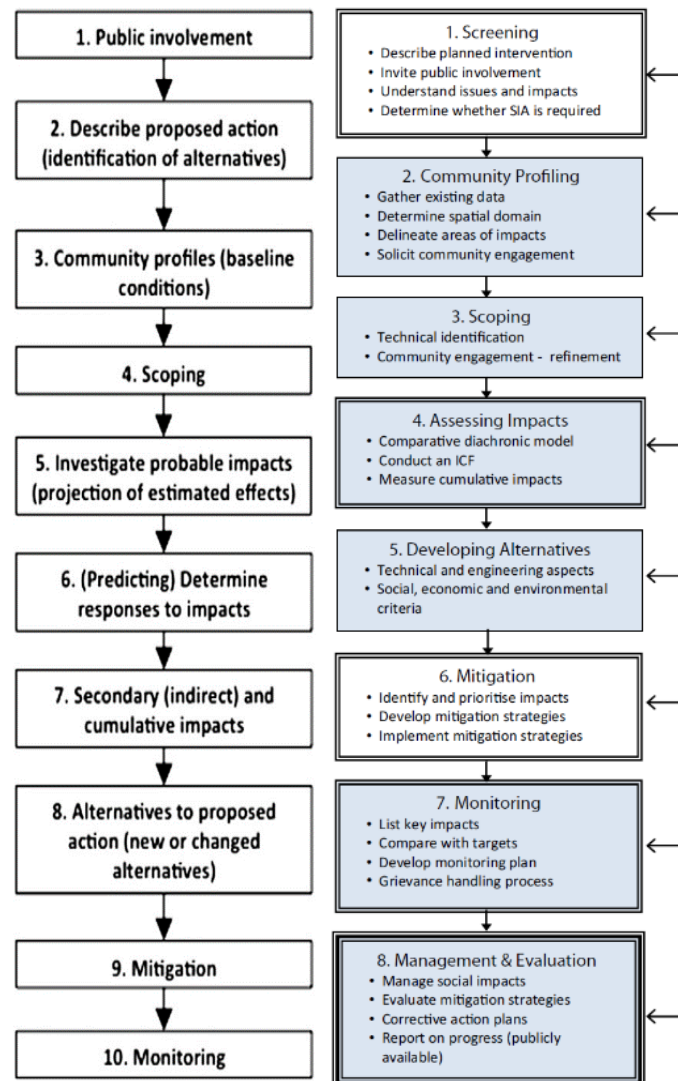 1. Public involvement
2. Describe proposed action
(identification of alternatives)
3. Community profiles (baseline
conditions)
4. Scoping
5. Investigate probable impacts
(projection of estimated effects)
6. (Predicting) Determine
responses to impacts
7. Secondary (indirect) and
cumulative impacts
8. Alternatives to proposed
action (new or changed
alternatives)
9. Mitigation
10. Monitoring
1. Screening
• Describe planned intervention
• Invite public involvement
• Understand issues and impacts
• Determine whether SIA is required
2. Community Profiling
• Gather existing data
• Determine spatial domain
• Delineate areas of impacts
• Solicit community engagement
3. Scoping
• Technical identification
• Community engagement - refinement
4. Assessing Impacts
• Comparative diachronic model
• Conduct an ICF
• Measure cumulative impacts
5. Developing Alternatives
• Technical and engineering aspects
• Social, economic and environmental
criteria
6. Mitigation
• Identify and prioritise impacts
• Develop mitigation strategies
• Implement mitigation strategies
7. Monitoring
• List key impacts
• Compare with targets
• Develop monitoring plan
• Grievance handling process
8. Management & Evaluation
• Manage social impacts
• Evaluate mitigation strategies
• Corrective action plans
• Report on progress (publicly
available)